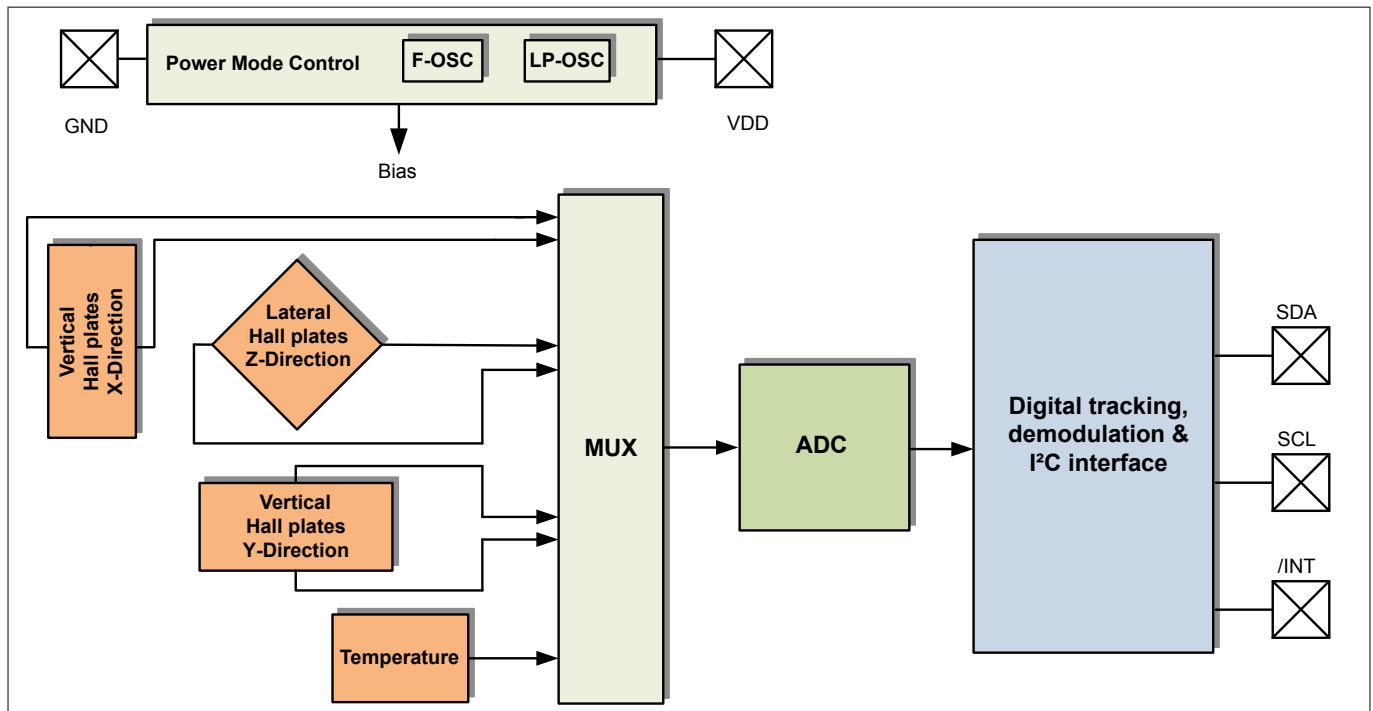 Power Mode Control
F-OSC
LP-OSC
GND
VDD
Bias
Vertical
Hall plates
X-Direction
Lateral
Hall plates
Z-Direction
Vertical
Hall plates
Y-Direction
Temperature
MUX
ADC
Digital tracking,
demodulation &
I²C interface
SDA
SCL
/INT